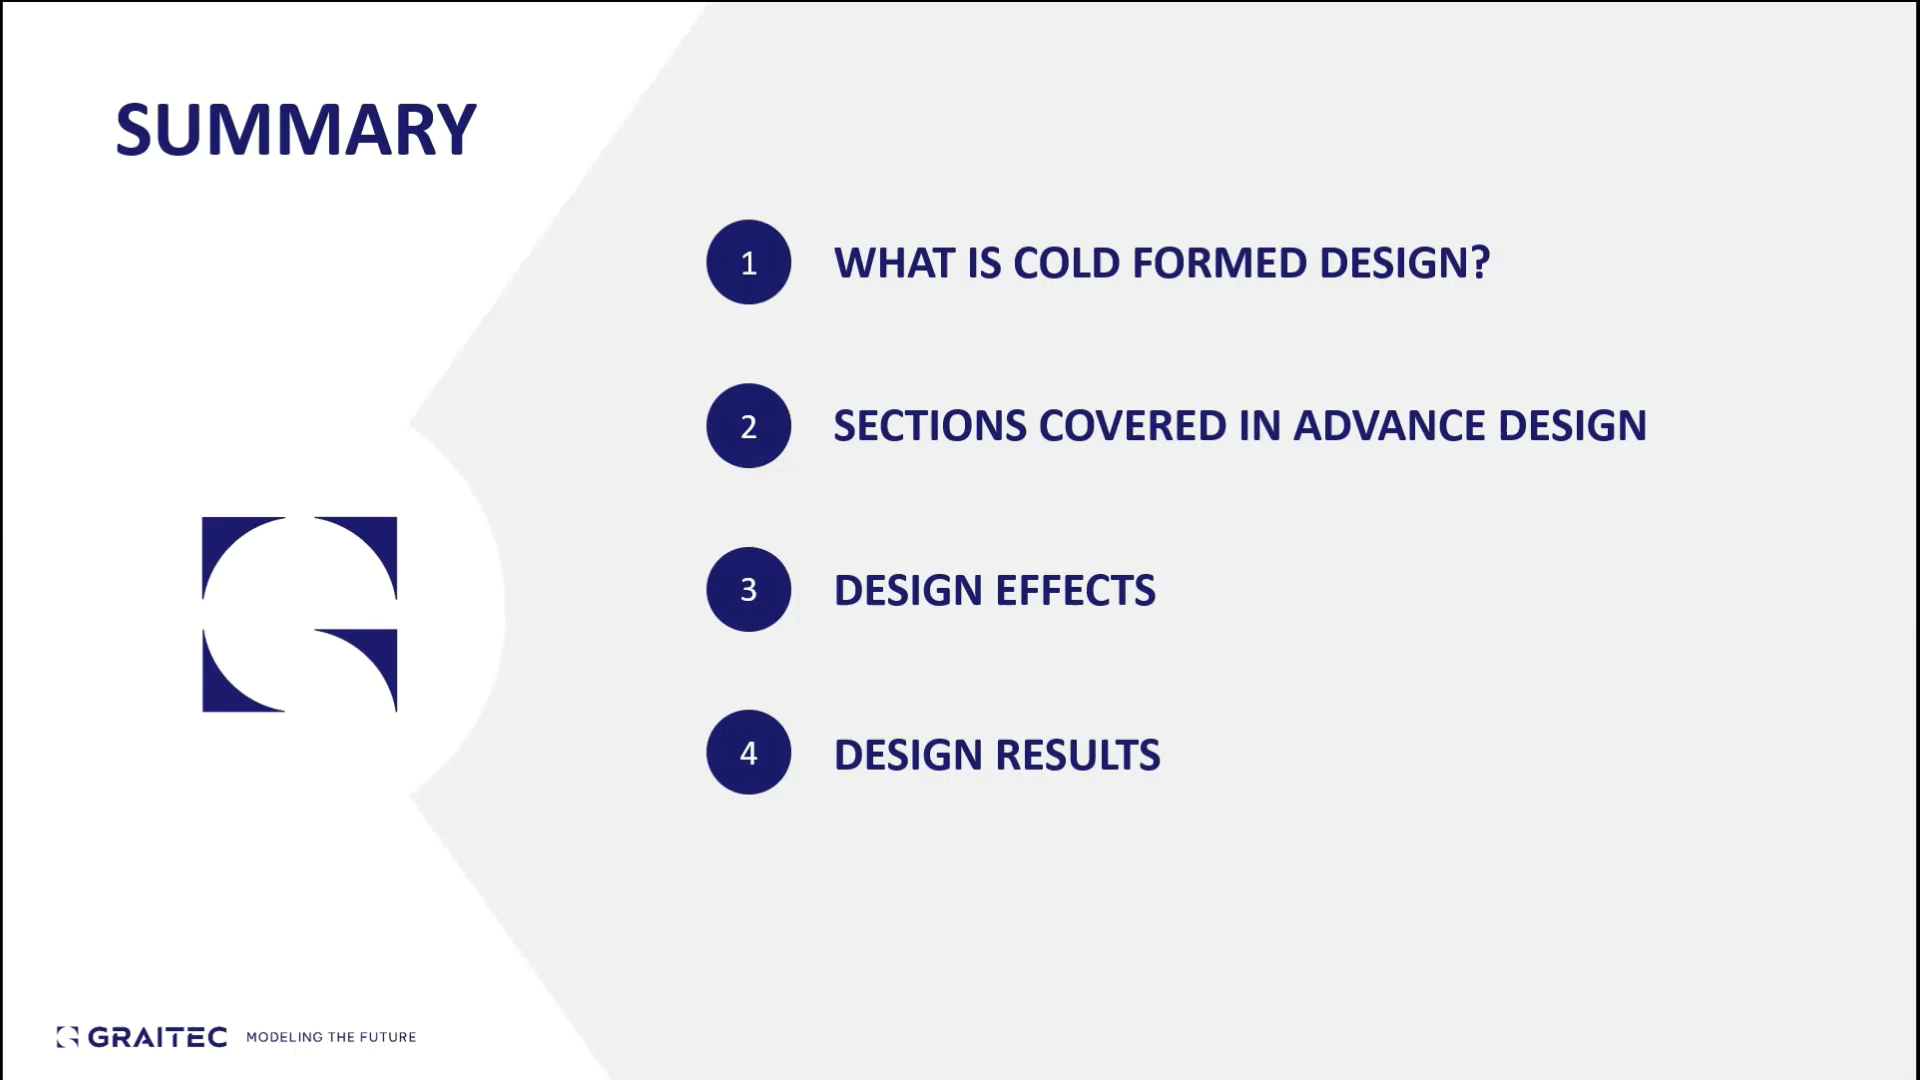 SUMMARY
1 WHAT IS COLD FORMED DESIGN?
2 SECTIONS COVERED IN ADVANCE DESIGN
3 DESIGN EFFECTS
4 DESIGN RESULTS
GRAITEC MODELING THE FUTURE